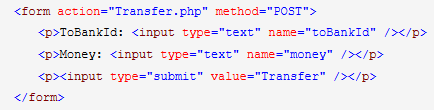 <form action="Transfer.php" method="POST">
<p>ToBankId: <input type="text" name="toBankId" /></p>
<p>Money: <input type="text" name="money" /></p>
<p><input type="submit" value="Transfer" /></p>
</form>